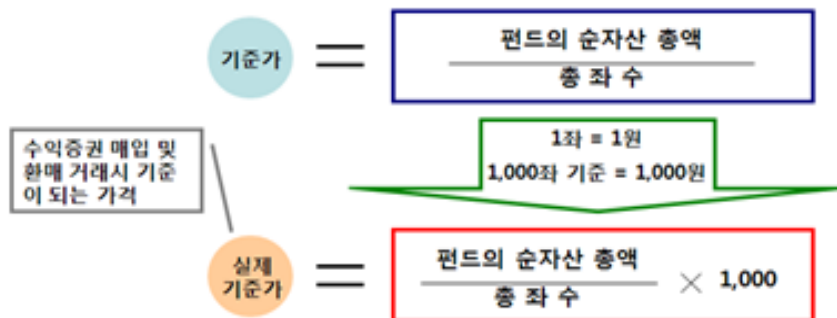 기준가
=
펀드의 순자산 총액
총 좌 수
수익증권 매입 및
환매 거래시 기준
이 되는 가격
1좌 = 1원
1,000좌 기준 = 1,000원
실제
기준가
=
펀드의 순자산 총액
총 좌 수
× 1,000